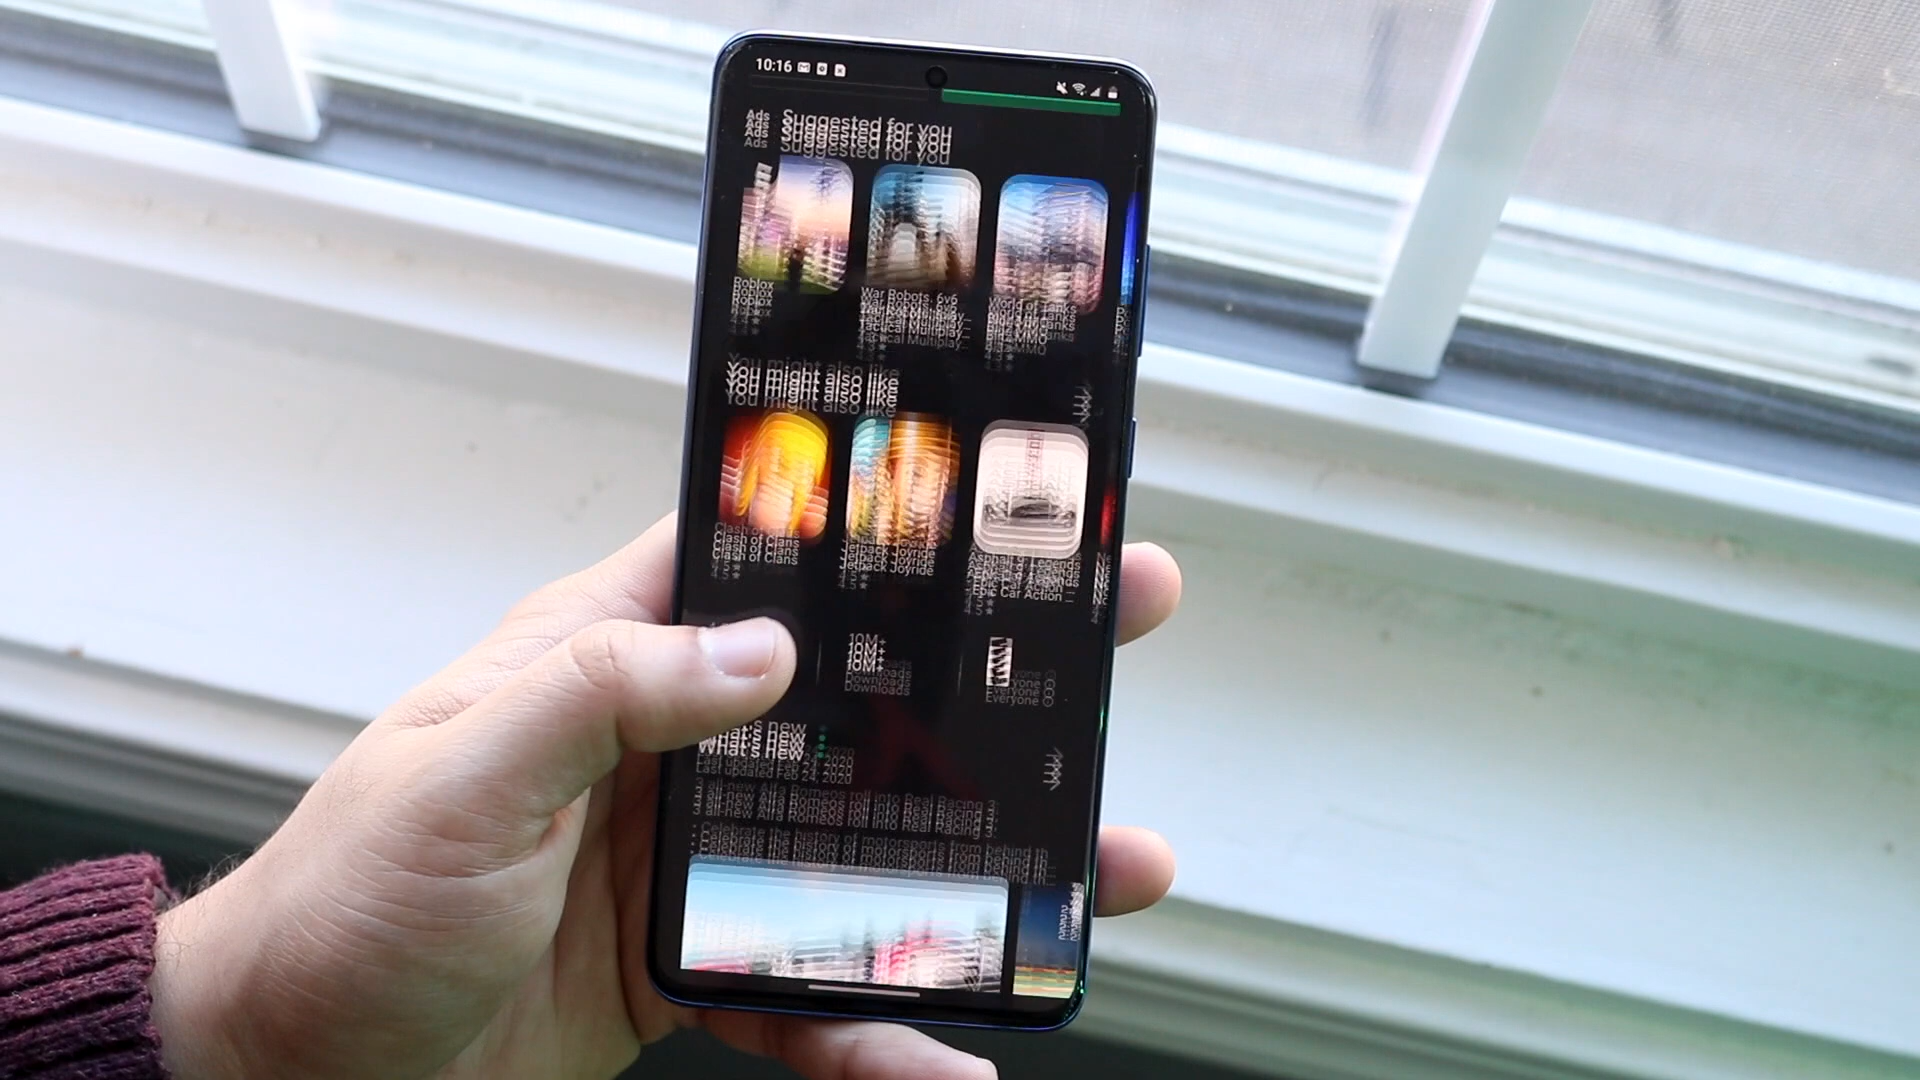 10:16
Ads Suggested for you
Roblox
War Robots. 6v6
Tactical Multiplay...
World of Tanks
Blitz - MMO
You might also like
Clash of Clans
Jetpack Joyride
Asphalt Legends
Epic Car Action
10M+
Downloads
Everyone
What's new
Last updated Feb 24, 2020
3 all-new Alfa Romeos roll into Real Racing 3:
Celebrate the history of motorsports from behind th...